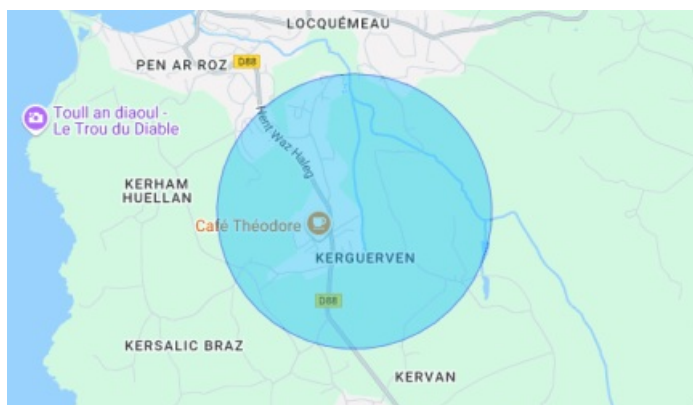 LOCQUÉMEAU
PEN AR ROZ
D88
Hent Waz Haleg
Toull an diaoul -
Le Trou du Diable
KERHAM
HUELLAN
Café Théodore
KERGUERVEN
D88
KERSALIC BRAZ
KERVAN